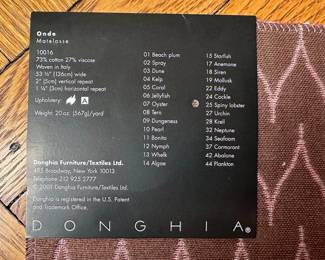 Onde
Matelasse
10016
73% cotton 27% viscose
Woven in Italy
53 ½" (136cm) wide
2" (5cm) vertical repeat
1 ¼" (3cm) horizontal repeat
Upholstery: A
Weight: 20 oz. (567g)/yard
01 Beach plum
02 Spray
03 Dune
04 Kelp
05 Coral
06 Jellyfish
07 Oyster
08 Tern
09 Dungeness
10 Pearl
11 Bonito
12 Nymph
13 Whelk
14 Algae
15 Starfish
17 Anemone
18 Siren
19 Mollusk
22 Eddy
24 Cockle
25 Spiny lobster
27 Urchin
28 Krell
32 Neptune
34 Seafoam
37 Cormorant
42 Abalone
44 Plankton
Donghia Furniture/Textiles Ltd.
485 Broadway, New York 10013
Telephone 212 925 2777
© 2001 Donghia Furniture/Textiles Ltd.
Donghia is registered in the U.S. Patent
and Trademark Office.
DONGHIA®